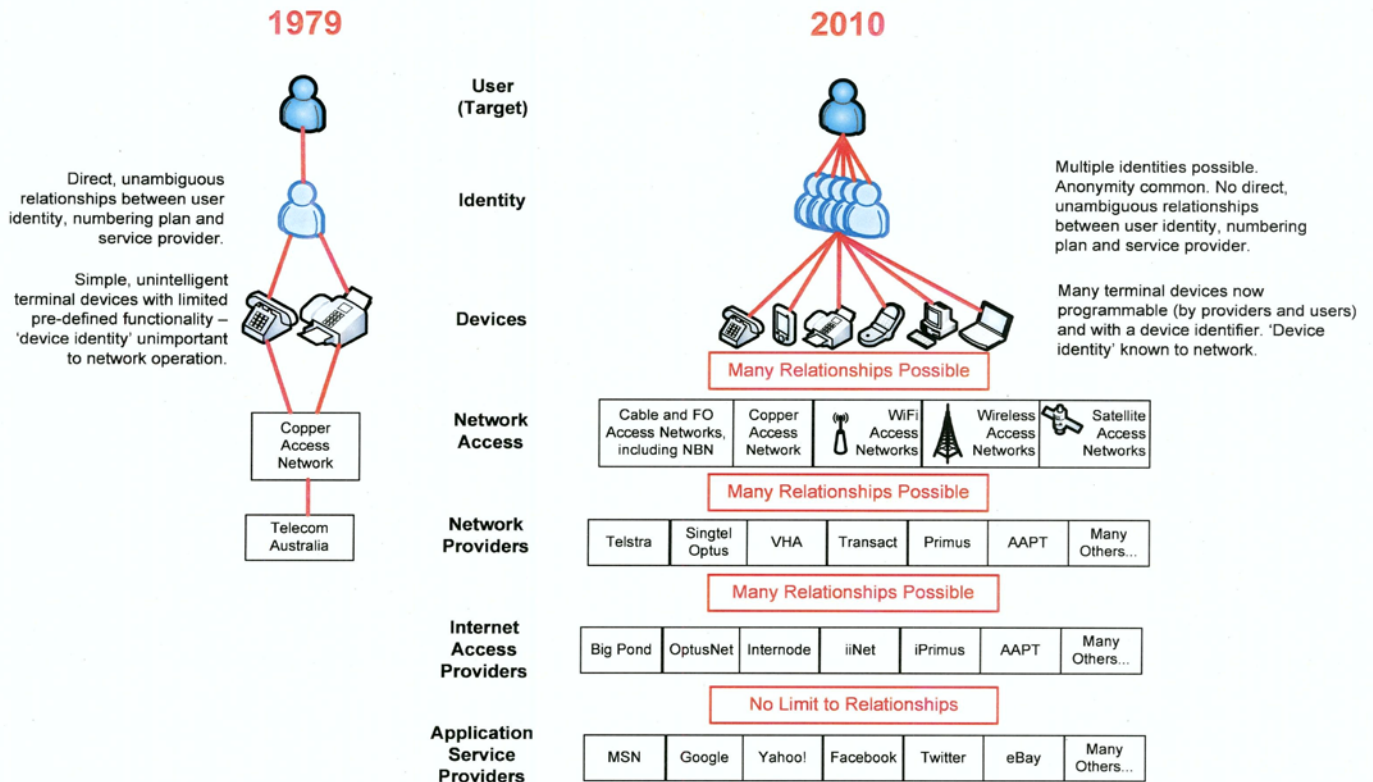 1979
2010
User
(Target)
Direct, unambiguous
relationships between user
identity, numbering plan and
service provider.
Identity
Multiple identities possible.
Anonymity common. No direct,
unambiguous relationships
between user identity, numbering
plan and service provider.
Simple, unintelligent
terminal devices with limited
pre-defined functionality –
'device identity' unimportant
to network operation.
Devices
Many terminal devices now
programmable (by providers and users)
and with a device identifier. 'Device
identity' known to network.
Many Relationships Possible
Copper
Access
Network
Network
Access
Cable and FO
Access Networks,
including NBN
Copper
Access
Network
WiFi
Access
Networks
Wireless
Access
Networks
Satellite
Access
Networks
Many Relationships Possible
Telecom
Australia
Network
Providers
Telstra
Singtel
Optus
VHA
Transact
Primus
AAPT
Many
Others...
Many Relationships Possible
Internet
Access
Providers
Big Pond
OptusNet
Internode
iiNet
iPrimus
AAPT
Many
Others...
No Limit to Relationships
Application
Service
Providers
MSN
Google
Yahoo!
Facebook
Twitter
eBay
Many
Others...